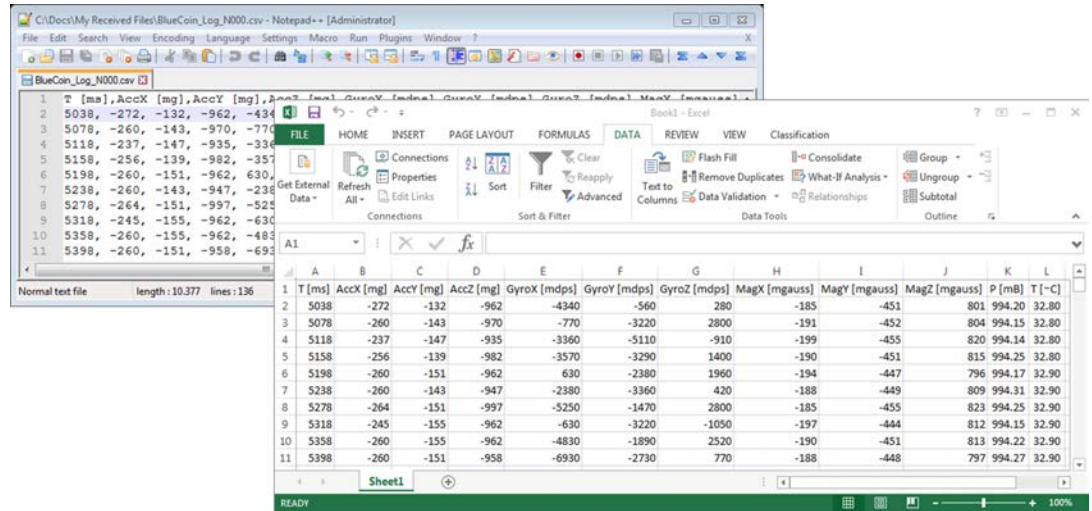 C:\Docs\My Received Files\BlueCoin_Log_N000.csv - Notepad++ [Administrator]
File Edit Search View Encoding Language Settings Macro Run Plugins Window ? X
BlueCoin_Log_N000.csv
1 T [ms],AccX [mg],AccY [mg],AccZ [mg],GyroX [mdps],GyroY [mdps],GyroZ [mdps],MagX [mgauss]
2 5038, -272, -132, -962, -434
3 5078, -260, -143, -970, -770
4 5118, -237, -147, -935, -336
5 5158, -256, -139, -982, -357
6 5198, -260, -151, -962, 630,
7 5238, -260, -143, -947, -238
8 5278, -264, -151, -997, -525
9 5318, -245, -155, -962, -630
10 5358, -260, -155, -962, -483
11 5398, -260, -151, -958, -693
Normal text file length : 10.377 lines : 136
Book1 - Excel
FILE HOME INSERT PAGE LAYOUT FORMULAS DATA REVIEW VIEW Classification
Get External Data
Refresh All
Connections
Properties
Edit Links
Connections
Sort
Filter
Clear
Reapply
Advanced
Sort & Filter
Text to Columns
Flash Fill
Remove Duplicates
Data Validation
Consolidate
What-If Analysis
Relationships
Data Tools
Group
Ungroup
Subtotal
Outline
A1 fx
A B C D E F G H I J K L
1 T [ms] AccX [mg] AccY [mg] AccZ [mg] GyroX [mdps] GyroY [mdps] GyroZ [mdps] MagX [mgauss] MagY [mgauss] MagZ [mgauss] P [mB] T [~C]
2 5038 -272 -132 -962 -4340 -560 280 -185 -451 801 994.20 32.80
3 5078 -260 -143 -970 -770 -3220 2800 -191 -452 804 994.15 32.80
4 5118 -237 -147 -935 -3360 -5110 -910 -199 -455 820 994.14 32.80
5 5158 -256 -139 -982 -3570 -3290 1400 -190 -451 815 994.25 32.80
6 5198 -260 -151 -962 630 -2380 1960 -194 -447 796 994.17 32.90
7 5238 -260 -143 -947 -2380 -3360 420 -188 -449 809 994.31 32.90
8 5278 -264 -151 -997 -5250 -1470 2800 -185 -455 823 994.25 32.90
9 5318 -245 -155 -962 -630 -3220 -1050 -197 -444 812 994.15 32.90
10 5358 -260 -155 -962 -4830 -1890 2520 -190 -451 813 994.22 32.90
11 5398 -260 -151 -958 -6930 -2730 770 -188 -448 797 994.27 32.90
Sheet1
READY 100%